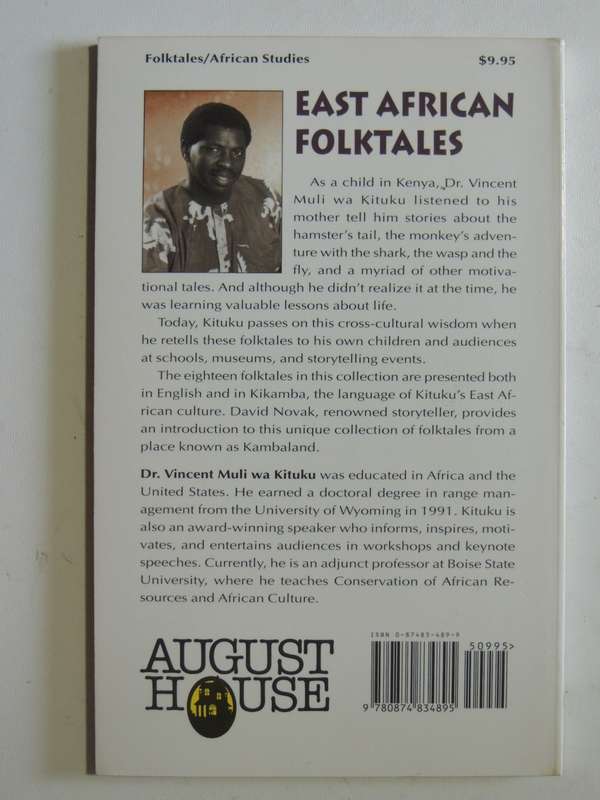 Folktales/African Studies
$9.95
EAST AFRICAN
FOLKTALES
As a child in Kenya, Dr. Vincent
Muli wa Kituku listened to his
mother tell him stories about the
hamster's tail, the monkey's adven-
ture with the shark, the wasp and the
fly, and a myriad of other motiva-
tional tales. And although he didn't realize it at the time, he
was learning valuable lessons about life.
Today, Kituku passes on this cross-cultural wisdom when
he retells these folktales to his own children and audiences
at schools, museums, and storytelling events.
The eighteen folktales in this collection are presented both
in English and in Kikamba, the language of Kituku's East Af-
rican culture. David Novak, renowned storyteller, provides
an introduction to this unique collection of folktales from a
place known as Kambaland.
Dr. Vincent Muli wa Kituku was educated in Africa and the
United States. He earned a doctoral degree in range man-
agement from the University of Wyoming in 1991. Kituku is
also an award-winning speaker who informs, inspires, moti-
vates, and entertains audiences in workshops and keynote
speeches. Currently, he is an adjunct professor at Boise State
University, where he teaches Conservation of African Re-
sources and African Culture.
AUGUST
HOUSE
ISBN 0-87483-489-9
50995>
9 780874 834895